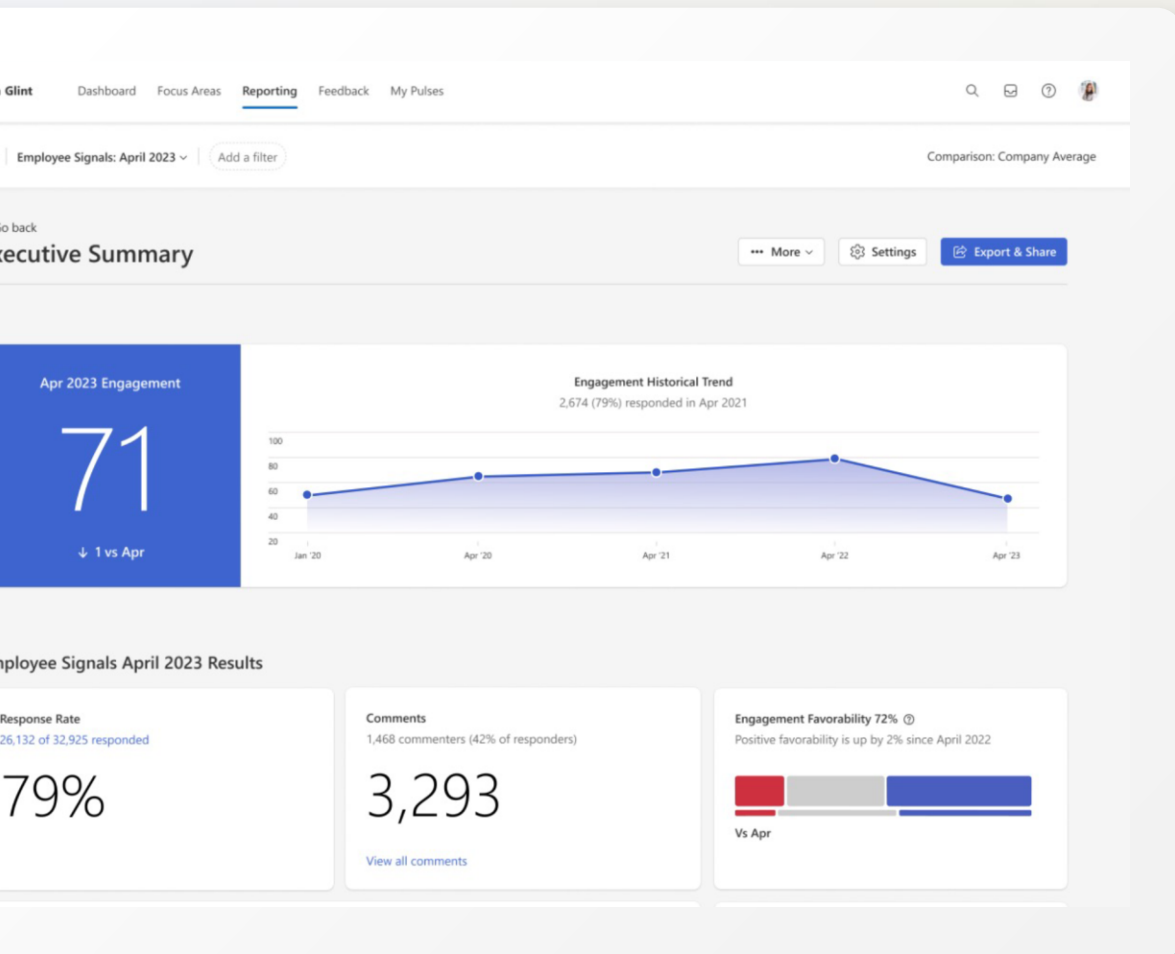 Glint
Dashboard Focus Areas Reporting Feedback My Pulses
Employee Signals: April 2023 Add a filter
Comparison: Company Average
o back
xecutive Summary
More Settings Export & Share
Apr 2023 Engagement
71
↓ 1 vs Apr
Engagement Historical Trend
2,674 (79%) responded in Apr 2021
100
80
60
40
20
Jan '20 Apr '20 Apr '21 Apr '22 Apr '23
mployee Signals April 2023 Results
Response Rate
26,132 of 32,925 responded
79%
Comments
1,468 commenters (42% of responders)
3,293
View all comments
Engagement Favorability 72%
Positive favorability is up by 2% since April 2022
Vs Apr